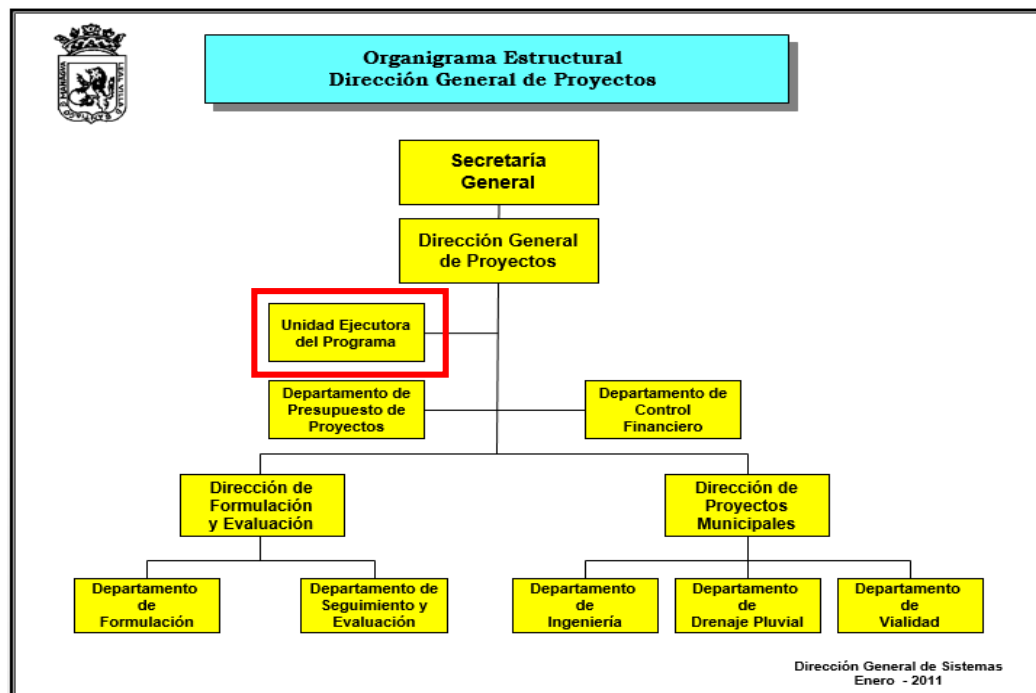 Organigrama Estructural
Dirección General de Proyectos
Secretaría
General
Dirección General
de Proyectos
Unidad Ejecutora
del Programa
Departamento de
Presupuesto de
Proyectos
Departamento de
Control
Financiero
Dirección de
Formulación
y Evaluación
Dirección de
Proyectos
Municipales
Departamento
de
Formulación
Departamento de
Seguimiento y
Evaluación
Departamento
de
Ingeniería
Departamento
de
Drenaje Pluvial
Departamento
de
Vialidad
Dirección General de Sistemas
Enero - 2011